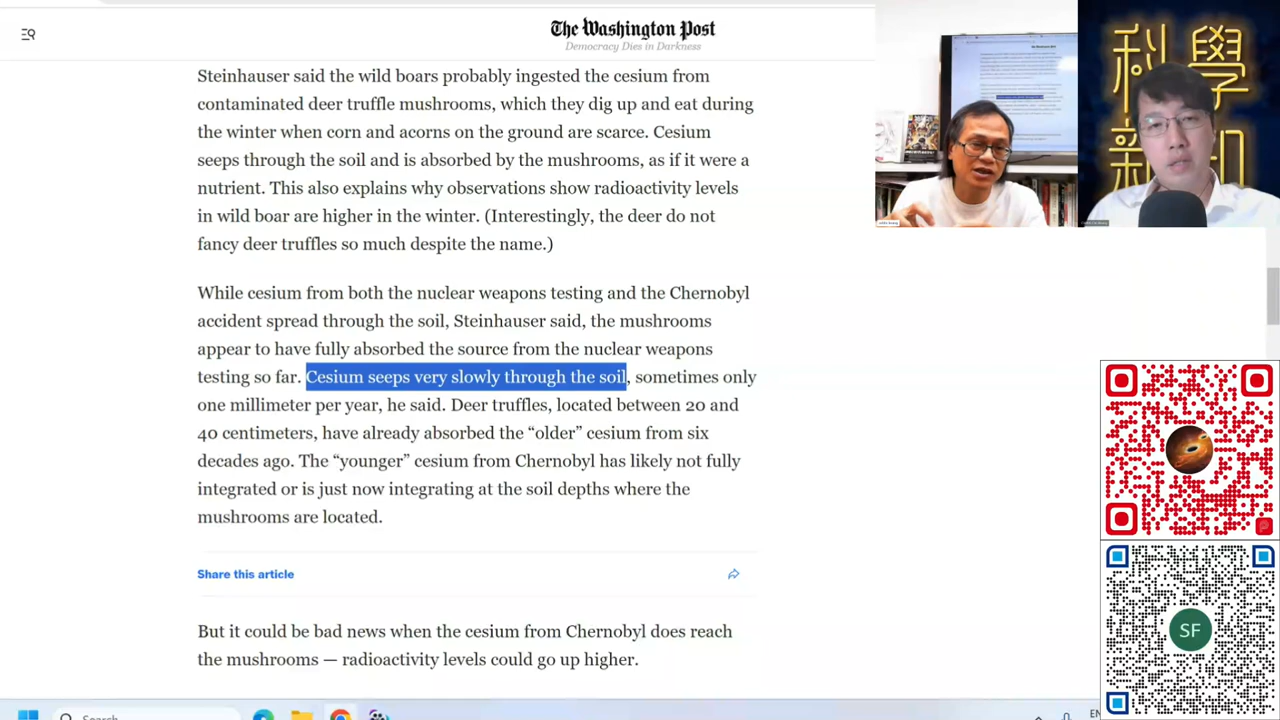 The Washington Post
Democracy Dies in Darkness
Steinhauser said the wild boars probably ingested the cesium from
contaminated deer truffle mushrooms, which they dig up and eat during
the winter when corn and acorns on the ground are scarce. Cesium
seeps through the soil and is absorbed by the mushrooms, as if it were a
nutrient. This also explains why observations show radioactivity levels
in wild boar are higher in the winter. (Interestingly, the deer do not
fancy deer truffles so much despite the name.)
While cesium from both the nuclear weapons testing and the Chernobyl
accident spread through the soil, Steinhauser said, the mushrooms
appear to have fully absorbed the source from the nuclear weapons
testing so far. Cesium seeps very slowly through the soil, sometimes only
one millimeter per year, he said. Deer truffles, located between 20 and
40 centimeters, have already absorbed the “older” cesium from six
decades ago. The “younger” cesium from Chernobyl has likely not fully
integrated or is just now integrating at the soil depths where the
mushrooms are located.
Share this article
But it could be bad news when the cesium from Chernobyl does reach
the mushrooms — radioactivity levels could go up higher.
科學
新知
SF
Search
EN